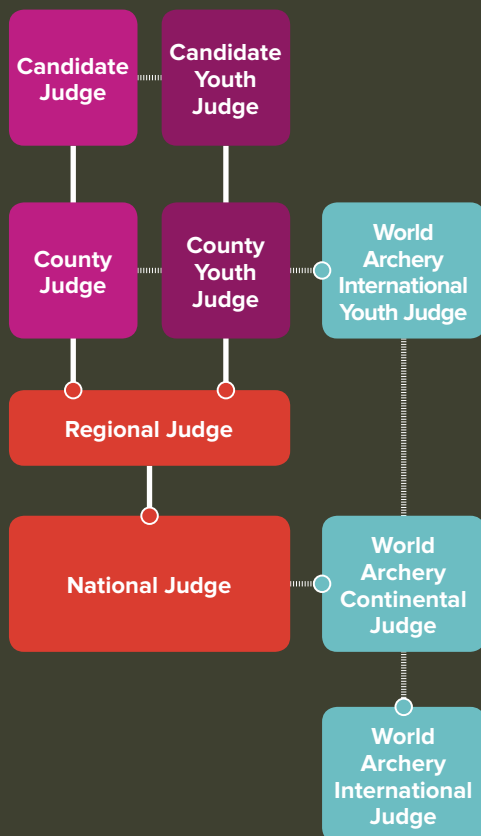 Candidate
Judge
Candidate
Youth
Judge
County
Judge
County
Youth
Judge
World
Archery
International
Youth Judge
Regional Judge
National Judge
World
Archery
Continental
Judge
World
Archery
International
Judge